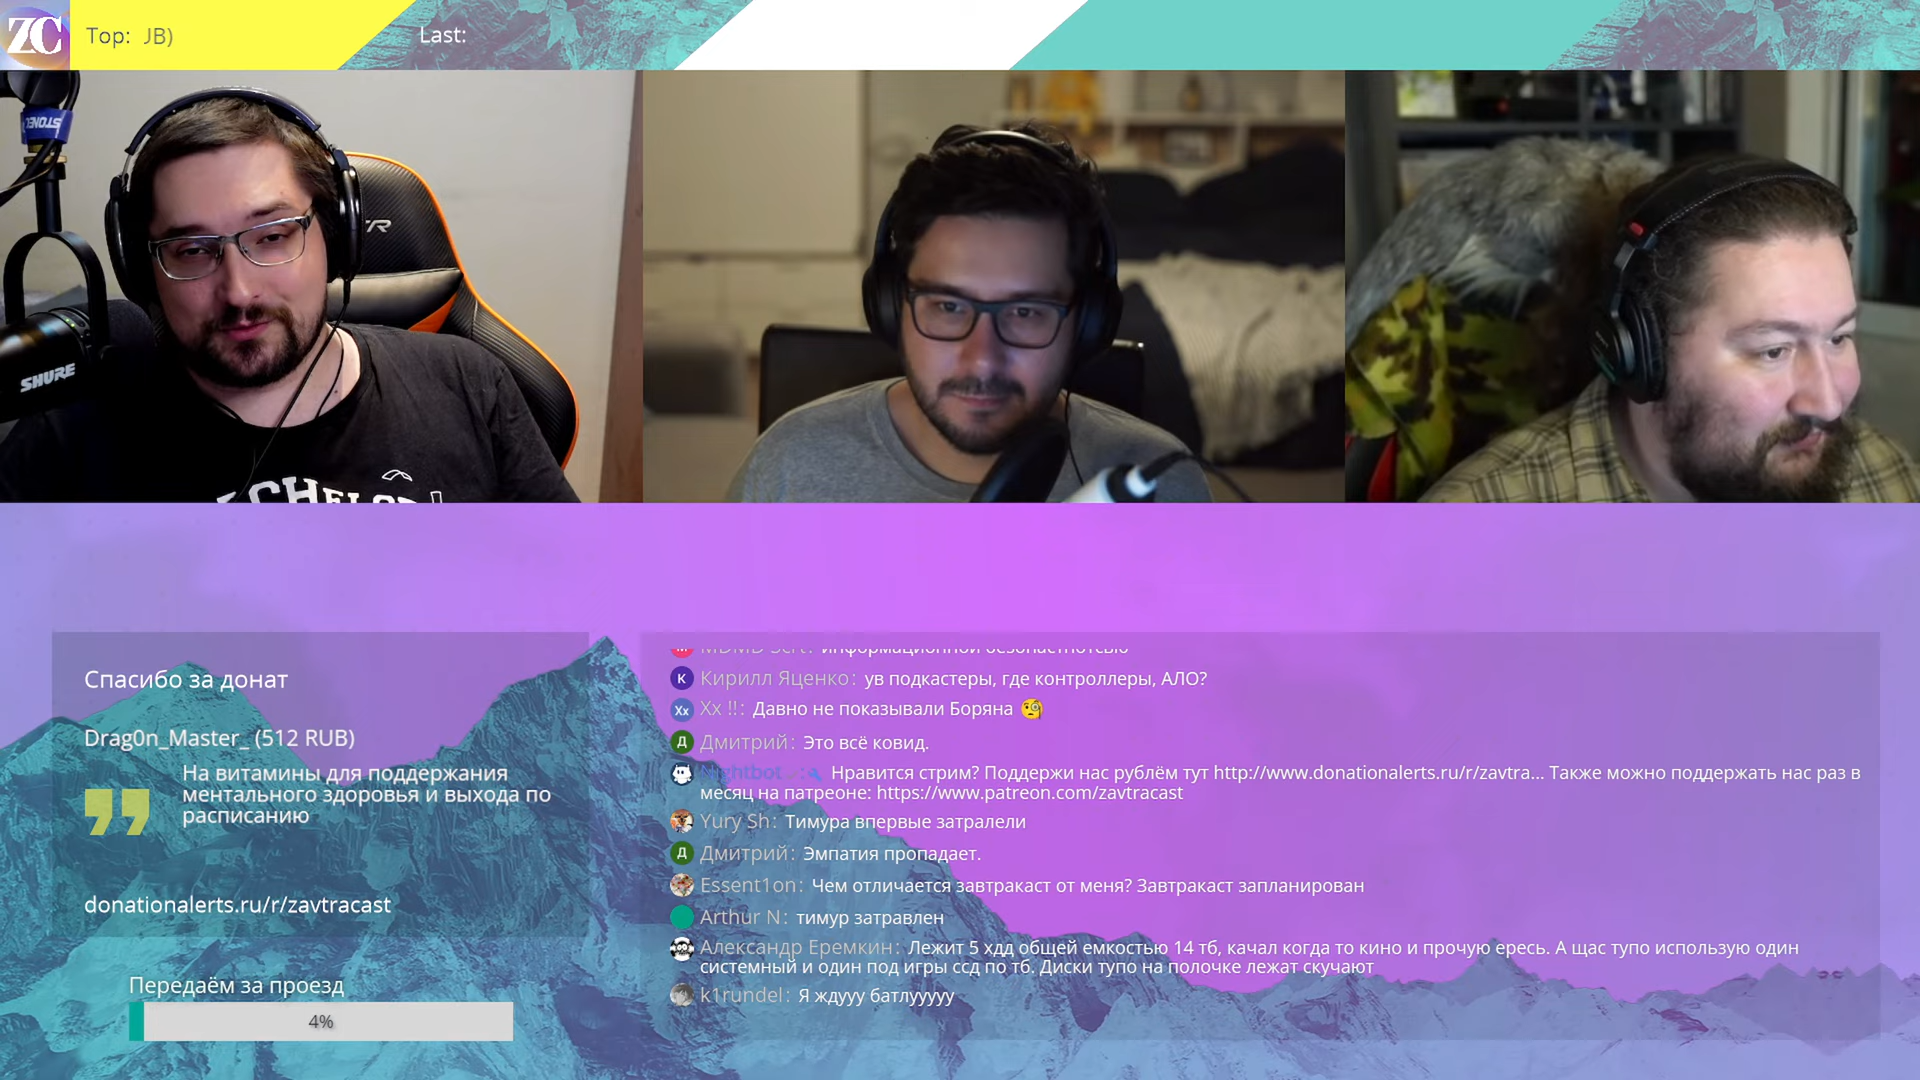 ZC
Top: JB)
Last:
SHURE
Спасибо за донат
Drag0n_Master_ (512 RUB)
На витамины для поддержания
ментального здоровья и выхода по
расписанию
donationalerts.ru/r/zavtracast
Передаём за проезд
4%
Кирилл Яценко: ув подкастеры, где контроллеры, АЛО?
Xx !!: Давно не показывали Боряна 🧐
Дмитрий: Это всё ковид.
Nightbot: Нравится стрим? Поддержи нас рублём тут http://www.donationalerts.ru/r/zavtra... Также можно поддержать нас раз в
месяц на патреоне: https://www.patreon.com/zavtracast
Yury Sh: Тимура впервые затралели
Дмитрий: Эмпатия пропадает.
Essent1on: Чем отличается завтракаст от меня? Завтракаст запланирован
Arthur N: тимур затравлен
Александр Еремкин: Лежит 5 хдд общей емкостью 14 тб, качал когда то кино и прочую ересь. А щас тупо использую один
системный и один под игры ссд по тб. Диски тупо на полочке лежат скучают
k1rundel: Я ждууу батлууууу